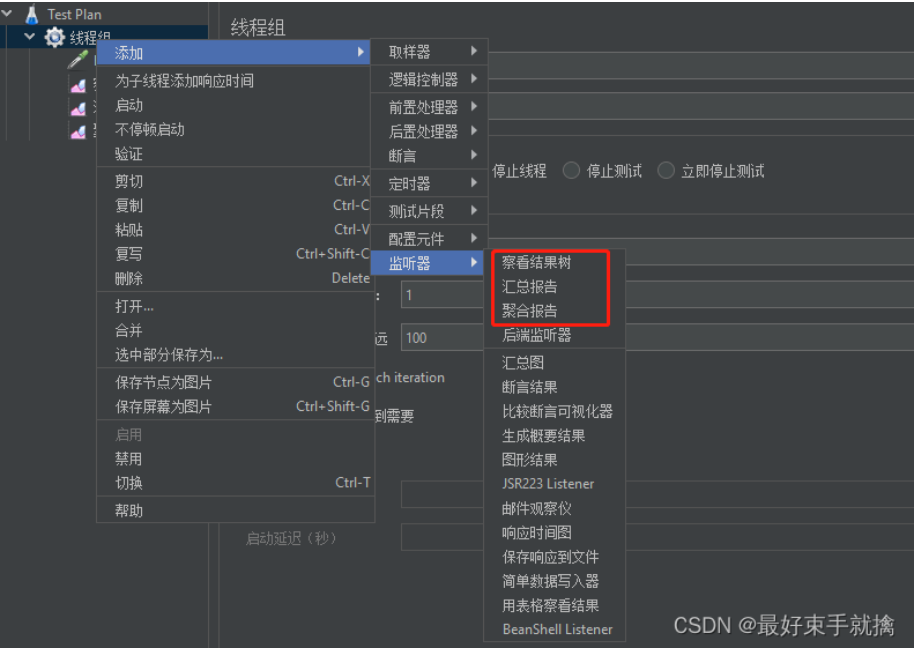 Test Plan
线程组
线程组
添加
为子线程添加响应时间
启动
不停顿启动
验证
剪切 Ctrl-X
复制 Ctrl-C
粘贴 Ctrl-V
复写 Ctrl+Shift-C
删除 Delete
打开...
合并
选中部分保存为...
保存节点为图片 Ctrl-G
保存屏幕为图片 Ctrl+Shift-G
启用
禁用
切换 Ctrl-T
帮助
取样器
逻辑控制器
前置处理器
后置处理器
断言
定时器
测试片段
配置元件
监听器
停止线程 停止测试 立即停止测试
察看结果树
汇总报告
聚合报告
后端监听器
汇总图
断言结果
比较断言可视化器
生成概要结果
图形结果
JSR223 Listener
邮件观察仪
响应时间图
保存响应到文件
简单数据写入器
用表格察看结果
BeanShell Listener
: 1
远 100
ch iteration
到需要
启动延迟（秒）
CSDN @最好束手就擒